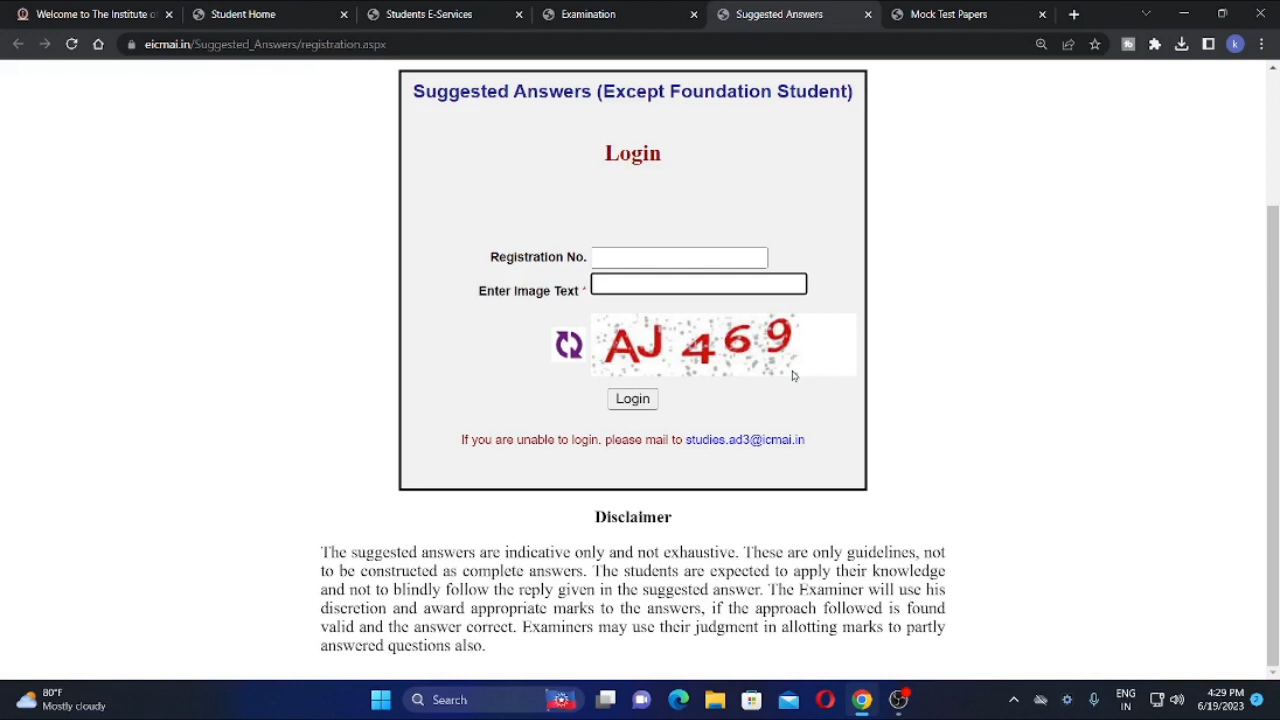 Welcome to The Institute of
Student Home
Students E-Services
Examination
Suggested Answers
Mock Test Papers
eicmai.in/Suggested_Answers/registration.aspx
k
Suggested Answers (Except Foundation Student)
Login
Registration No.
Enter Image Text *
AJ 469
Login
If you are unable to login. please mail to studies.ad3@icmai.in
Disclaimer
The suggested answers are indicative only and not exhaustive. These are only guidelines, not
to be constructed as complete answers. The students are expected to apply their knowledge
and not to blindly follow the reply given in the suggested answer. The Examiner will use his
discretion and award appropriate marks to the answers, if the approach followed is found
valid and the answer correct. Examiners may use their judgment in allotting marks to partly
answered questions also.
80°F
Mostly cloudy
Search
ENG
IN
4:29 PM
6/19/2023